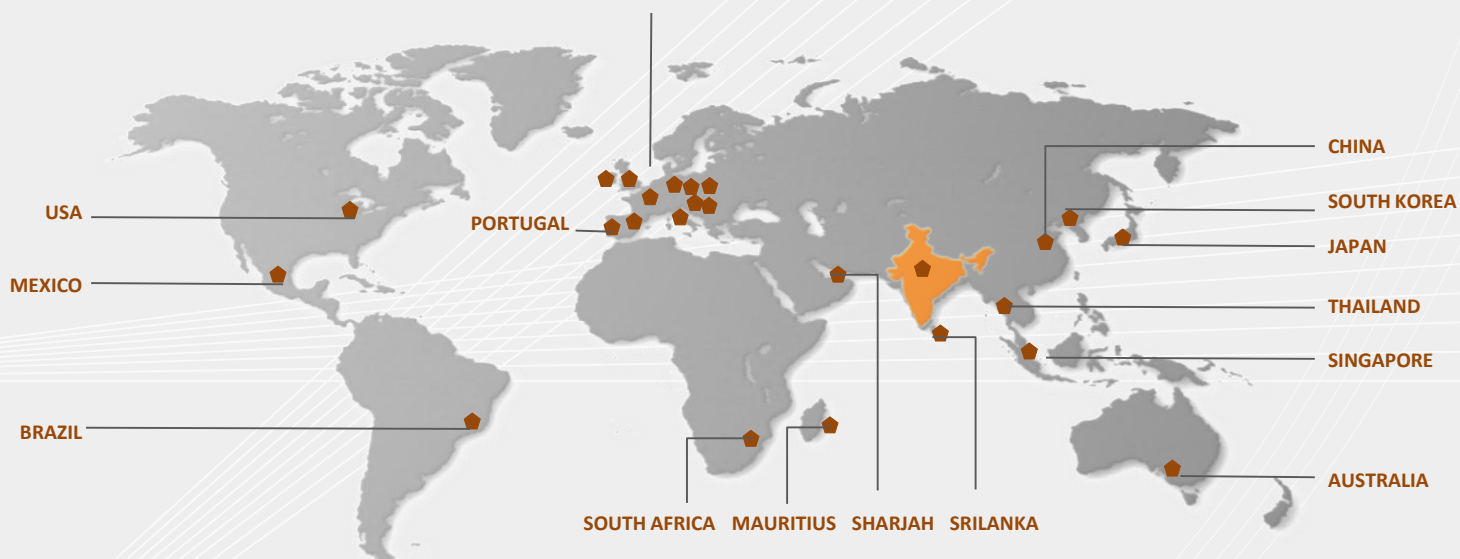 CHINA
USA
SOUTH KOREA
PORTUGAL
JAPAN
MEXICO
THAILAND
SINGAPORE
BRAZIL
AUSTRALIA
SOUTH AFRICA
MAURITIUS
SHARJAH
SRILANKA